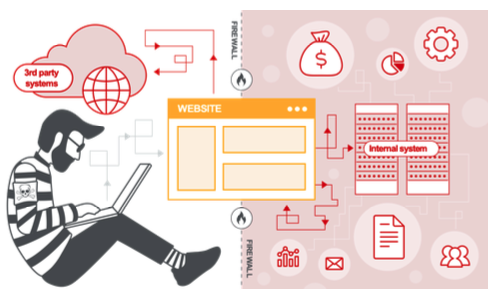 FIREWALL
3rd party
systems
WEBSITE
$
Internal system
FIREWALL